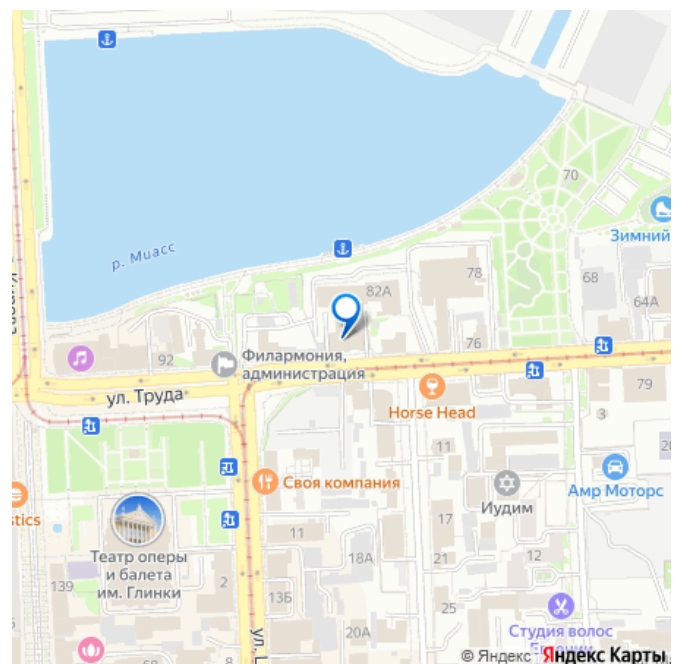 70
р. Миасс
Зимний
78
68
82А
64А
Филармония,
администрация
92
76
ул. Труда
79
Horse Head
3
11
Своя компания
Иудим
Амр Моторс
stics
17
11
18А
21
12
Театр оперы
и балета
им. Глинки
139
2
13Б
25
20А
Студия волос
© Яндекс
Яндекс Карты